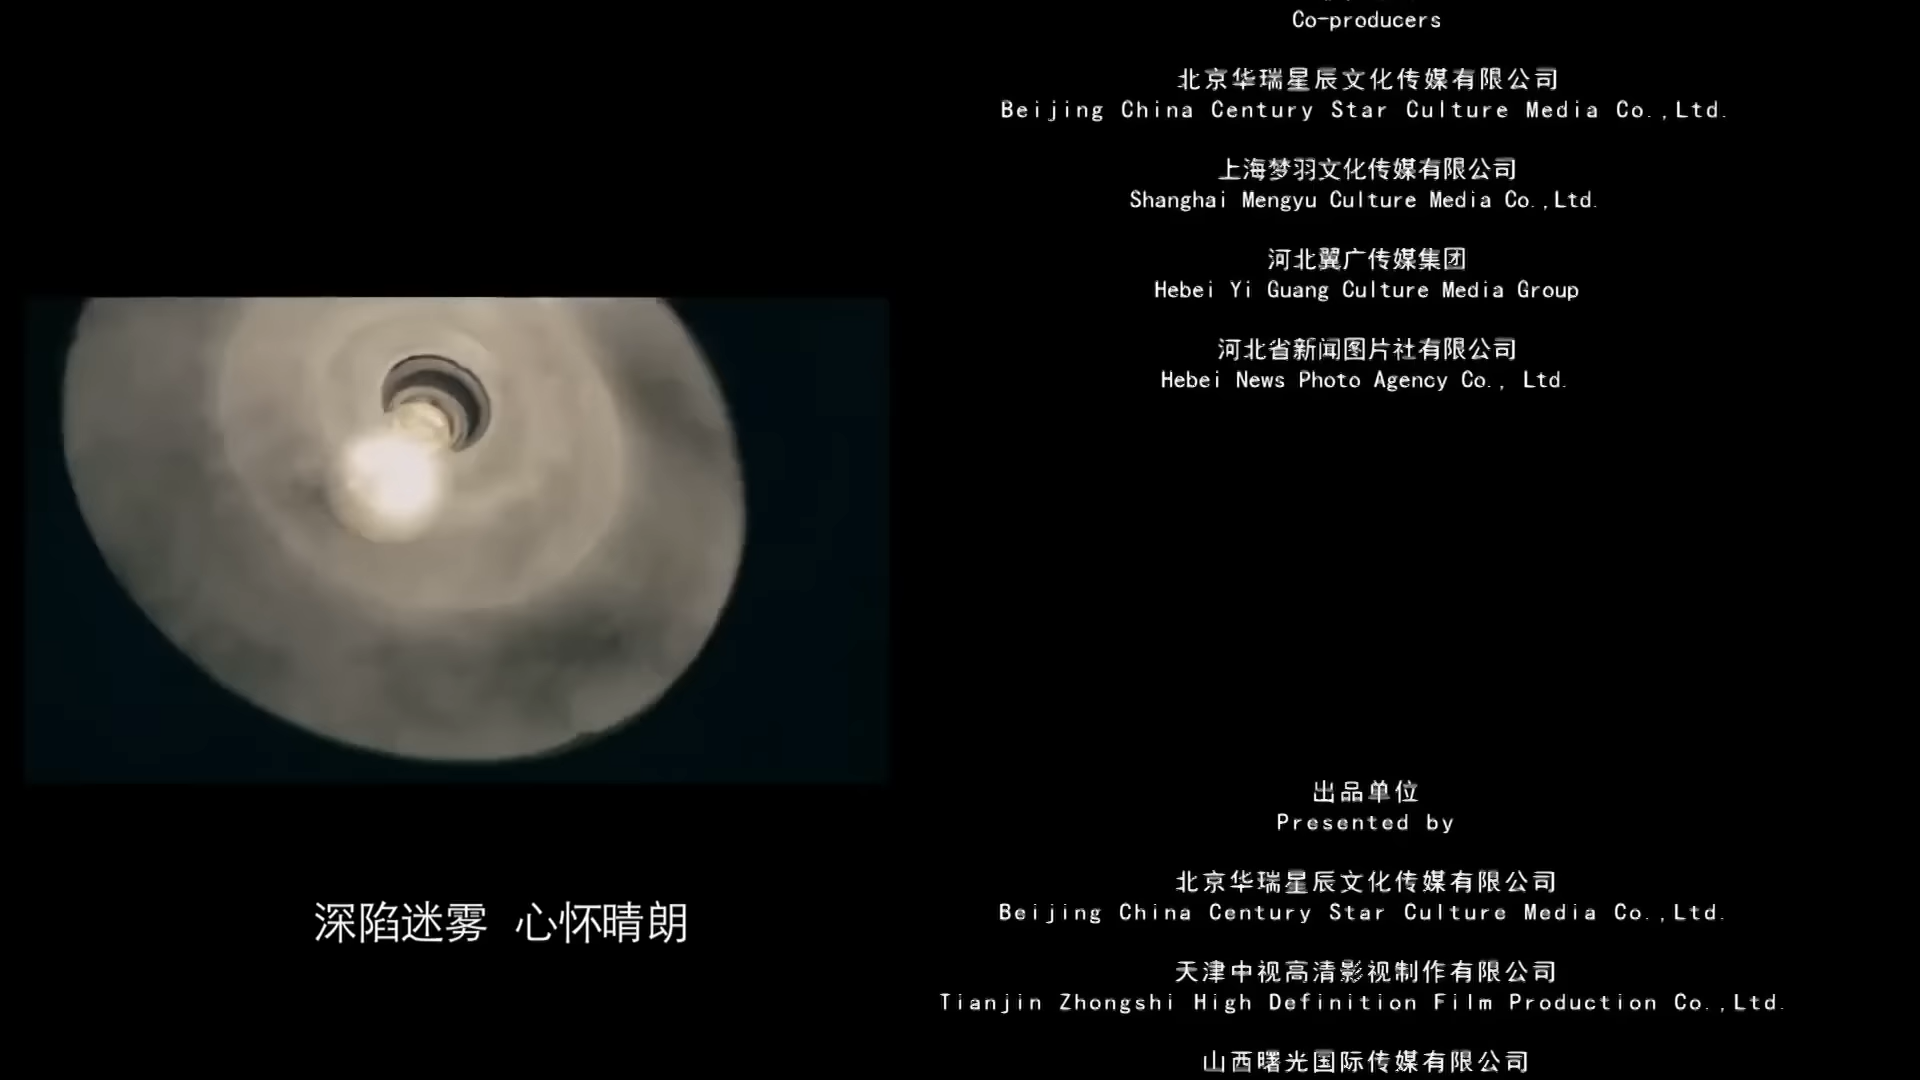 Co-producers
北京华瑞星辰文化传媒有限公司
Beijing China Century Star Culture Media Co.,Ltd.
上海梦羽文化传媒有限公司
Shanghai Mengyu Culture Media Co.,Ltd.
河北翼广传媒集团
Hebei Yi Guang Culture Media Group
河北省新闻图片社有限公司
Hebei News Photo Agency Co., Ltd.
出品单位
Presented by
北京华瑞星辰文化传媒有限公司
Beijing China Century Star Culture Media Co.,Ltd.
天津中视高清影视制作有限公司
Tianjin Zhongshi High Definition Film Production Co.,Ltd.
山西曙光国际传媒有限公司
深陷迷雾 心怀晴朗